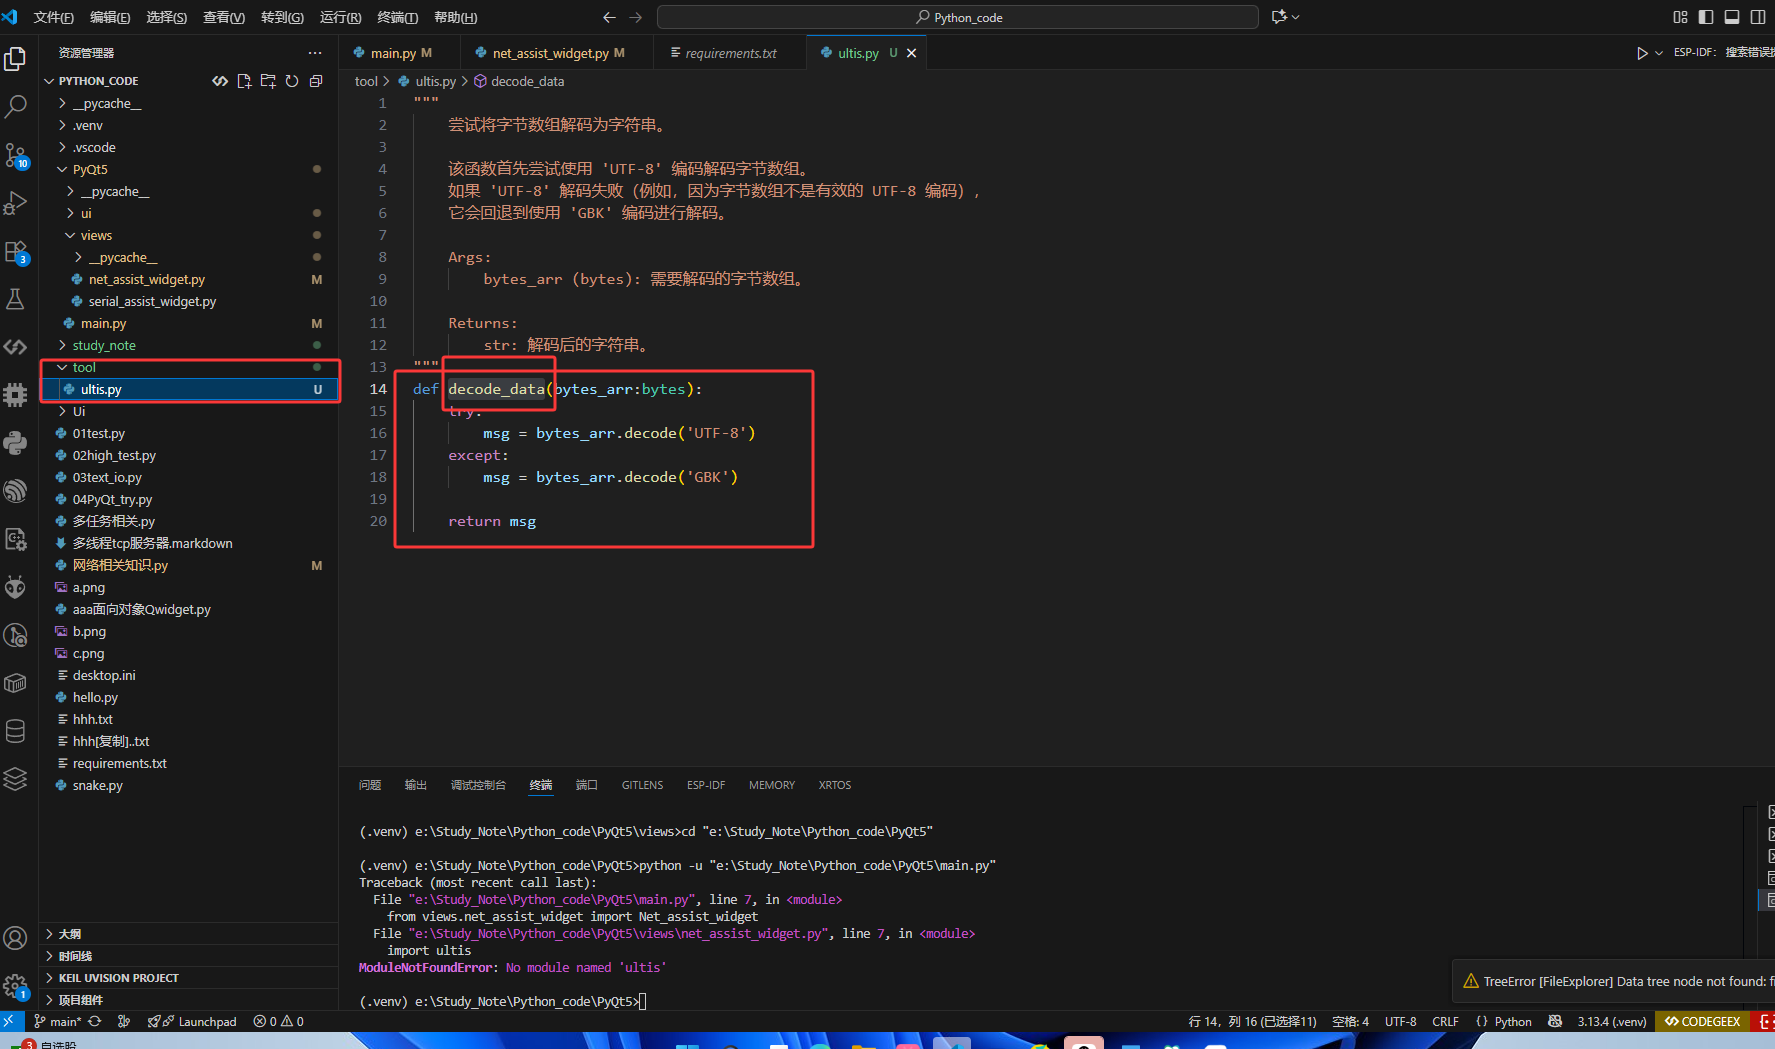 文件(F) 编辑(E) 选择(S) 查看(V) 转到(G) 运行(R) 终端(T) 帮助(H)
Python_code
资源管理器
main.py M
net_assist_widget.py M
requirements.txt
ultis.py U
ESP-IDF: 搜索错误
PYTHON_CODE
tool > ultis.py > decode_data
__pycache__
.venv
.vscode
PyQt5
__pycache__
ui
views
__pycache__
net_assist_widget.py M
serial_assist_widget.py
main.py M
study_note
tool
ultis.py U
Ui
01test.py
02high_test.py
03text_io.py
04PyQt_try.py
多任务相关.py
多线程tcp服务器.markdown
网络相关知识.py M
a.png
aaa面向对象Qwidget.py
b.png
c.png
desktop.ini
hello.py
hhh.txt
hhh[复制]..txt
requirements.txt
snake.py
大纲
时间线
KEIL UVISION PROJECT
项目组件
10
3
1
1 """
2 尝试将字节数组解码为字符串。
3
4 该函数首先尝试使用 'UTF-8' 编码解码字节数组。
5 如果 'UTF-8' 解码失败（例如，因为字节数组不是有效的 UTF-8 编码），
6 它会回退到使用 'GBK' 编码进行解码。
7
8 Args:
9 bytes_arr (bytes): 需要解码的字节数组。
10
11 Returns:
12 str: 解码后的字符串。
13 """
14 def decode_data(bytes_arr:bytes):
15 try:
16 msg = bytes_arr.decode('UTF-8')
17 except:
18 msg = bytes_arr.decode('GBK')
19
20 return msg
问题 输出 调试控制台 终端 端口 GITLENS ESP-IDF MEMORY XRTOS
(.venv) e:\Study_Note\Python_code\PyQt5\views>cd "e:\Study_Note\Python_code\PyQt5"
(.venv) e:\Study_Note\Python_code\PyQt5>python -u "e:\Study_Note\Python_code\PyQt5\main.py"
Traceback (most recent call last):
File "e:\Study_Note\Python_code\PyQt5\main.py", line 7, in <module>
from views.net_assist_widget import Net_assist_widget
File "e:\Study_Note\Python_code\PyQt5\views\net_assist_widget.py", line 7, in <module>
import ultis
ModuleNotFoundError: No module named 'ultis'
(.venv) e:\Study_Note\Python_code\PyQt5>
TreeError [FileExplorer] Data tree node not found: fi
main* Launchpad 0 0
行 14，列 16 (已选择11) 空格: 4 UTF-8 CRLF {} Python 3.13.4 (.venv) CODEGEEX
3 自选股